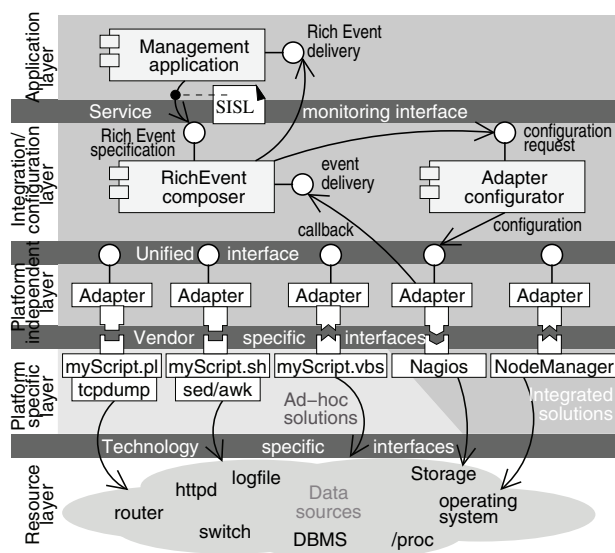 Application
layer
Management
application
Rich Event
delivery
SISL
Service monitoring interface
Integration/
configuration
layer
Rich Event
specification
RichEvent
composer
event
delivery
callback
configuration
request
Adapter
configurator
configuration
Unified interface
Platform
independent
layer
Adapter Adapter Adapter Adapter Adapter
Vendor specific interfaces
Platform
specific
layer
myScript.pl myScript.sh myScript.vbs Nagios NodeManager
tcpdump sed/awk
Ad-hoc
solutions
Integrated
solutions
Technology specific interfaces
Resource
layer
router
httpd
logfile
switch
Data
sources
DBMS
/proc
Storage
operating
system